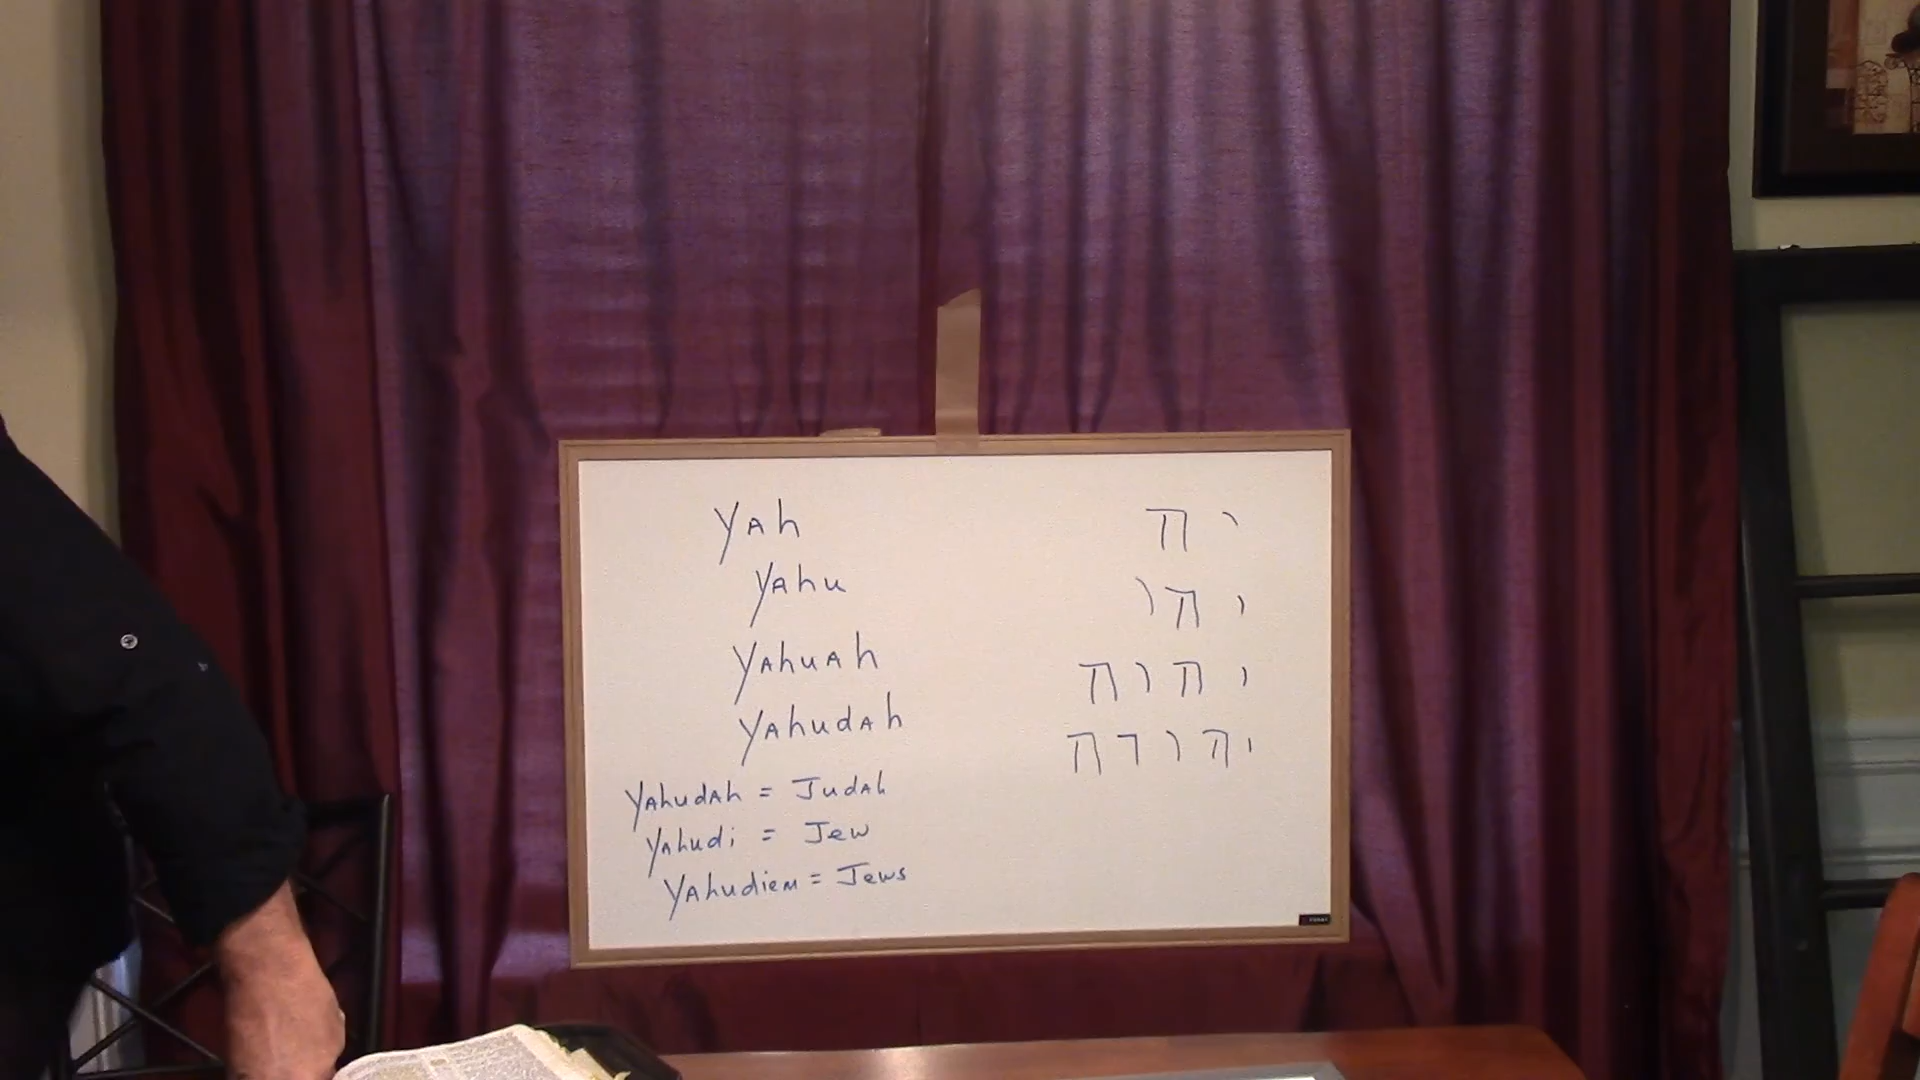 Yah יה
Yahu יהו
Yahuah יהוה
Yahudah יהודה
Yahudah = Judah
Yahudi = Jew
Yahudiem = Jews